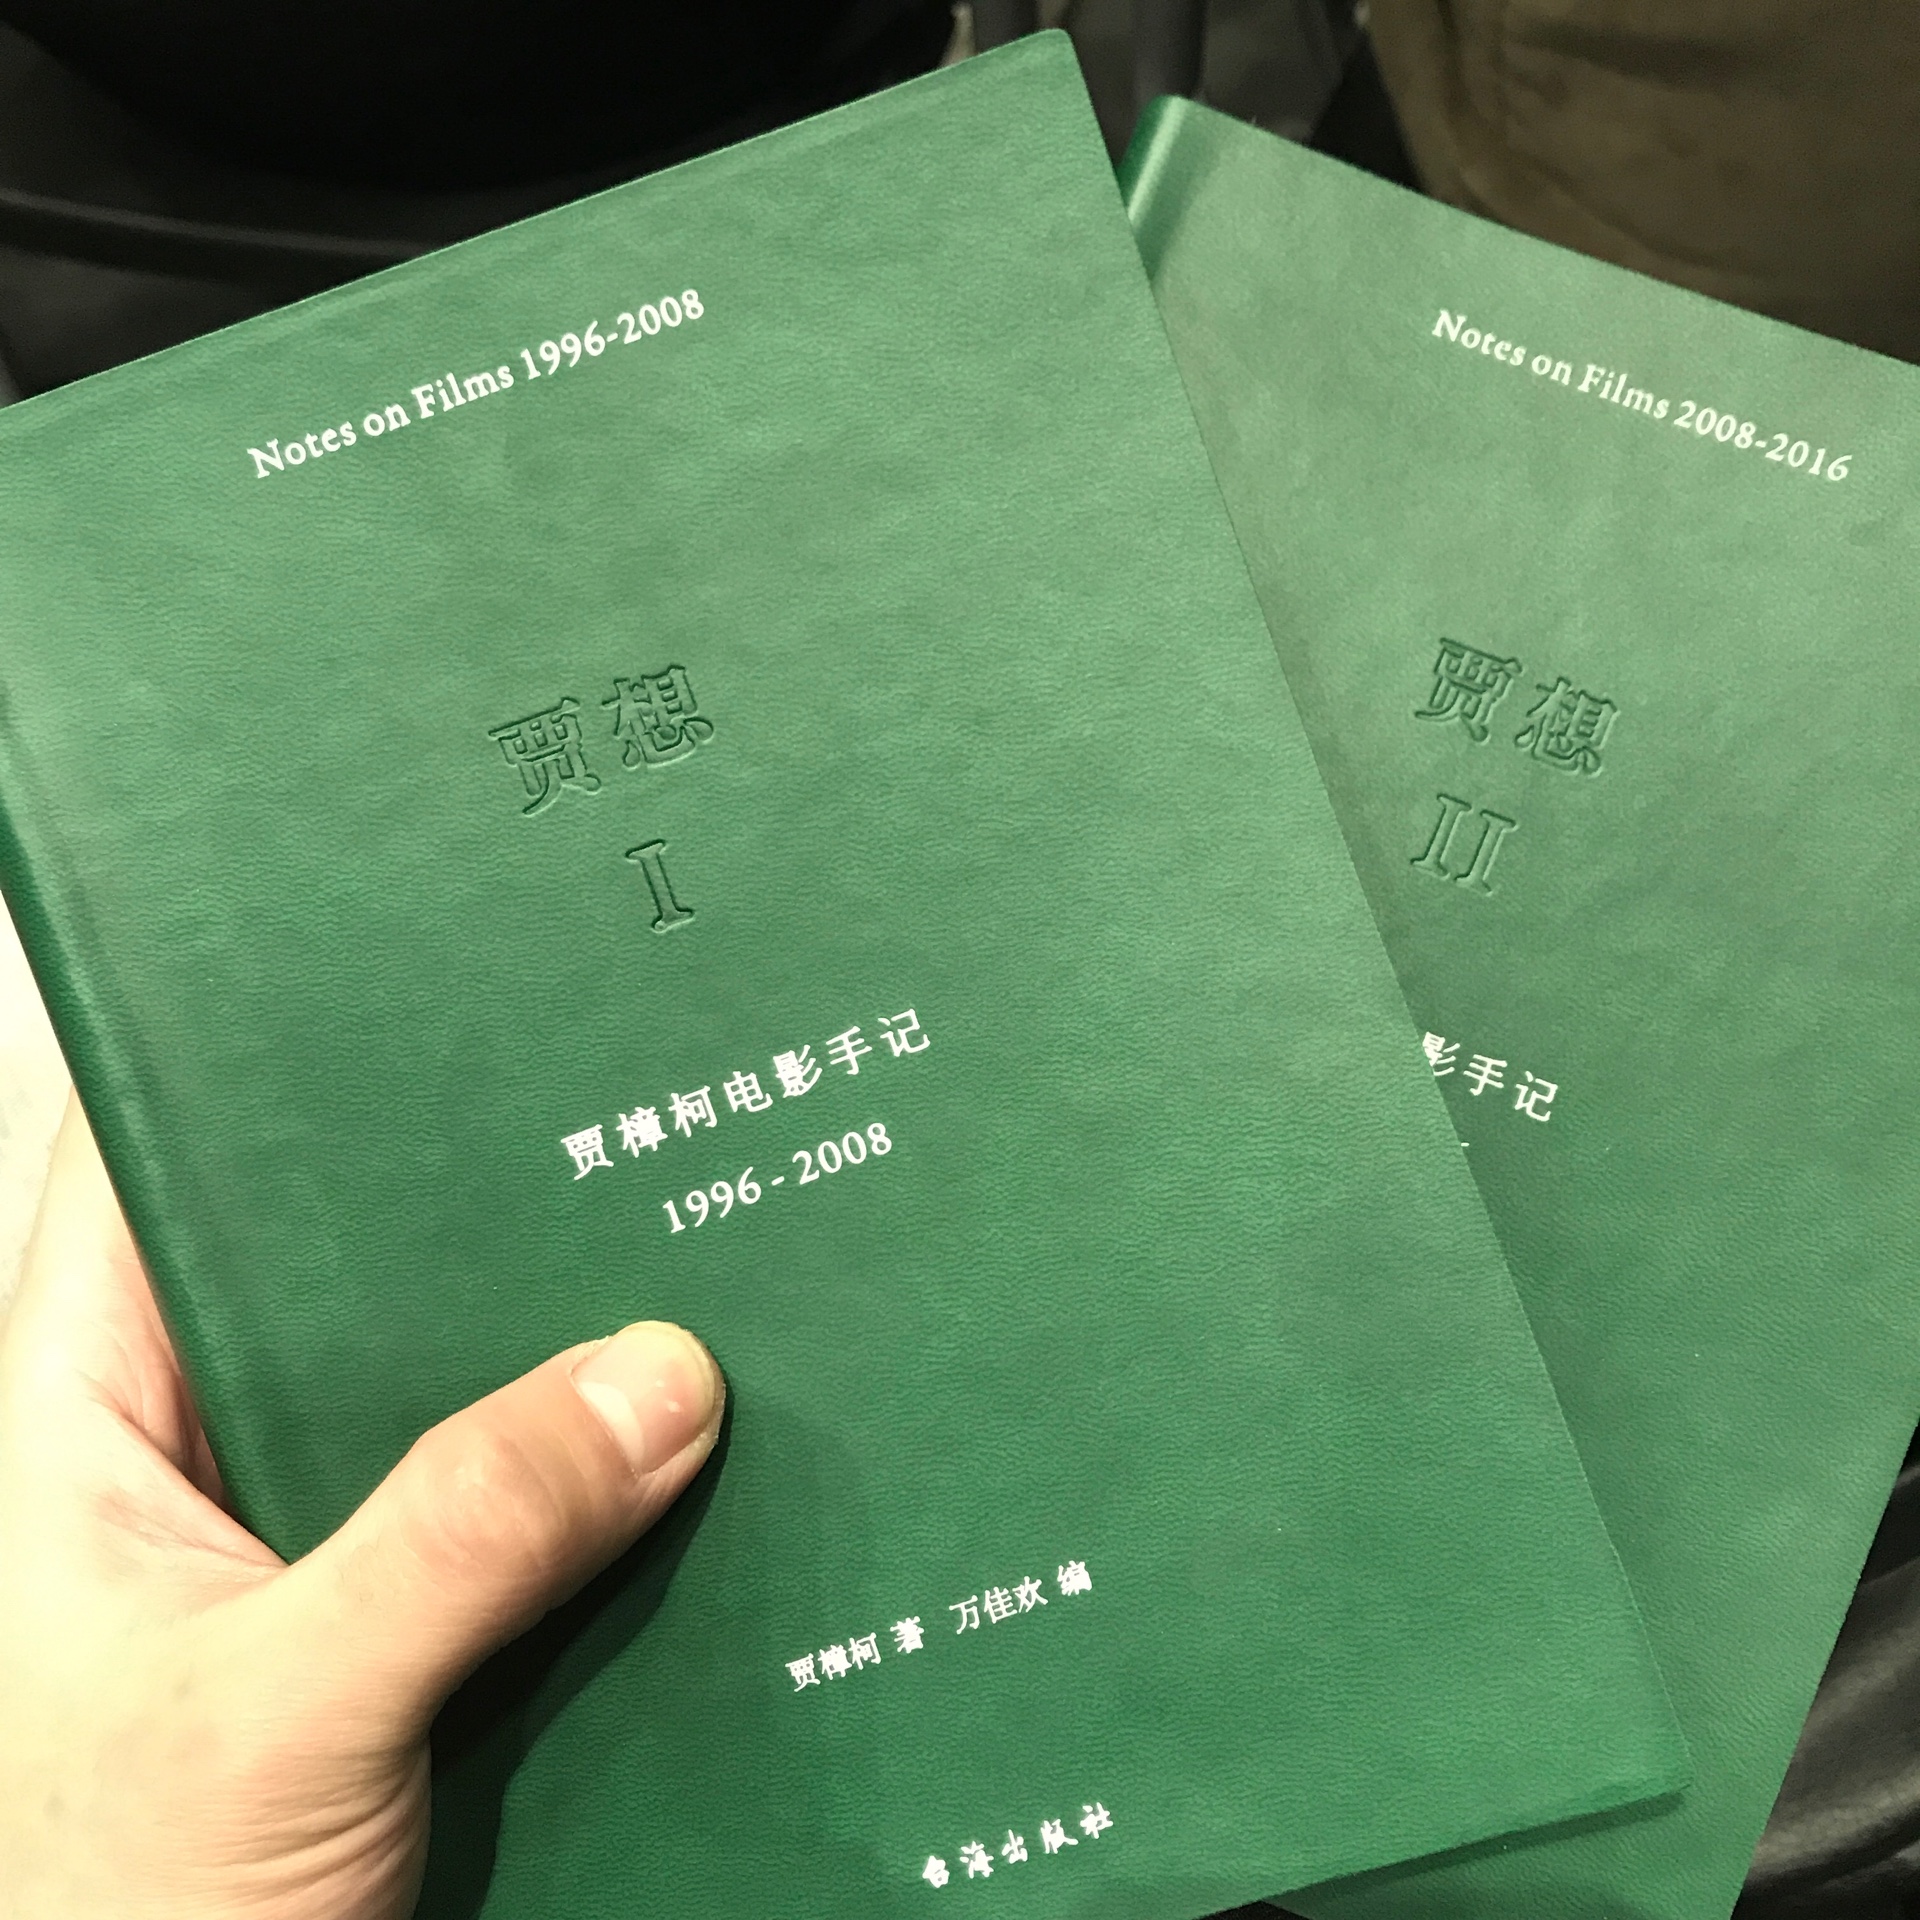 Notes on Films 1996-2008
贾想
I
贾樟柯电影手记
1996-2008
贾樟柯 著 万佳欢 编
台海出版社
Notes on Films 2008-2016
贾想
II
影手记